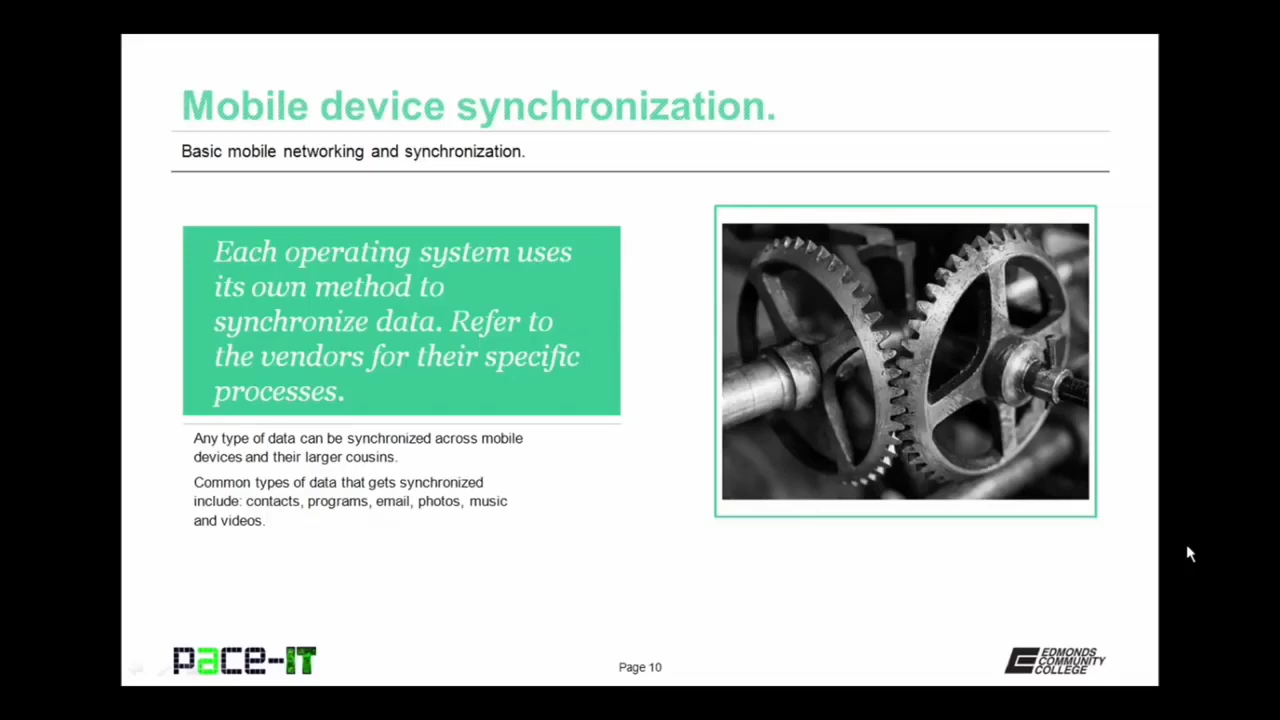 Mobile device synchronization.
Basic mobile networking and synchronization.
Each operating system uses
its own method to
synchronize data. Refer to
the vendors for their specific
processes.
Any type of data can be synchronized across mobile
devices and their larger cousins.
Common types of data that gets synchronized
include: contacts, programs, email, photos, music
and videos.
pace-IT
Page 10
EDMONDS
COMMUNITY
COLLEGE